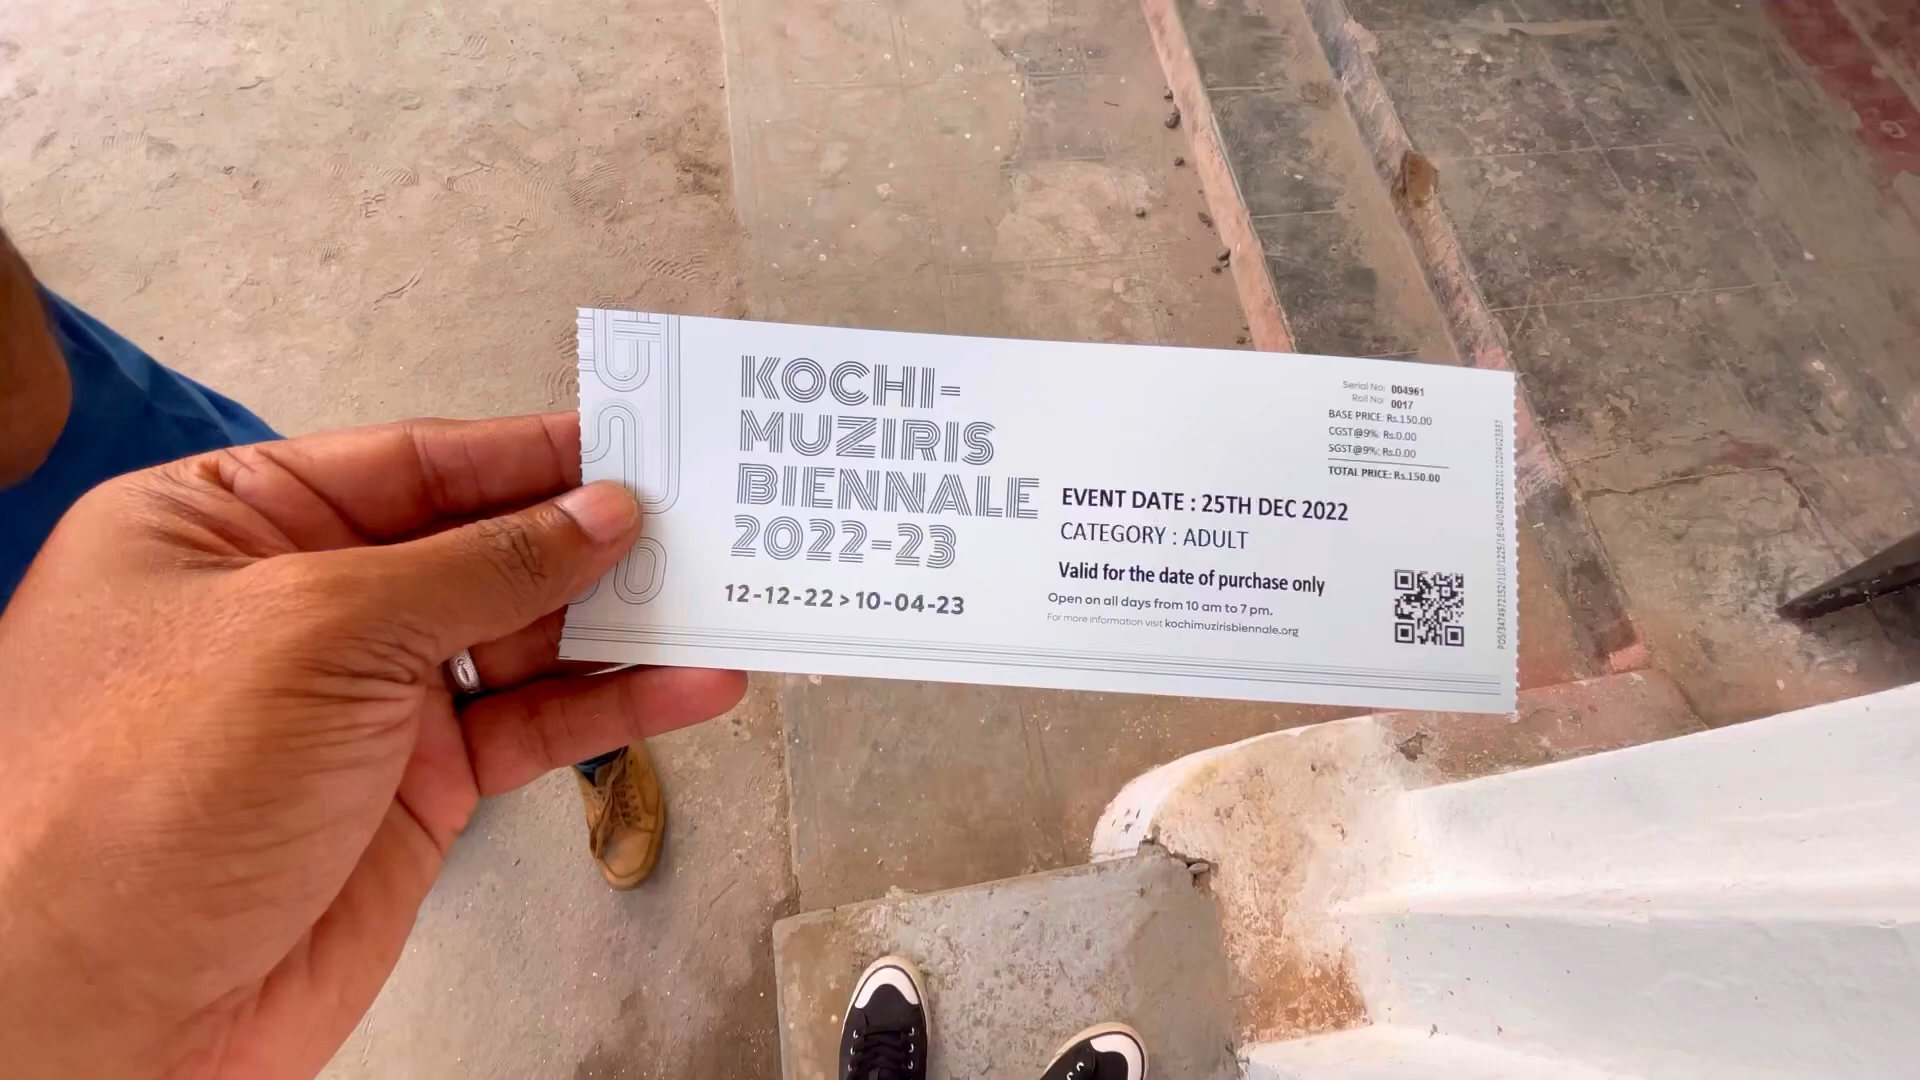 KOCHI-
MUZIRIS
BIENNALE
2022-23
12-12-22 > 10-04-23
EVENT DATE : 25TH DEC 2022
CATEGORY : ADULT
Valid for the date of purchase only
Open on all days from 10 am to 7 pm.
For more information visit kochimuzirisbiennale.org
Serial No: 004961
Roll No: 0017
BASE PRICE: Rs.150.00
CGST@9%: Rs.0.00
SGST@9%: Rs.0.00
TOTAL PRICE: Rs.150.00